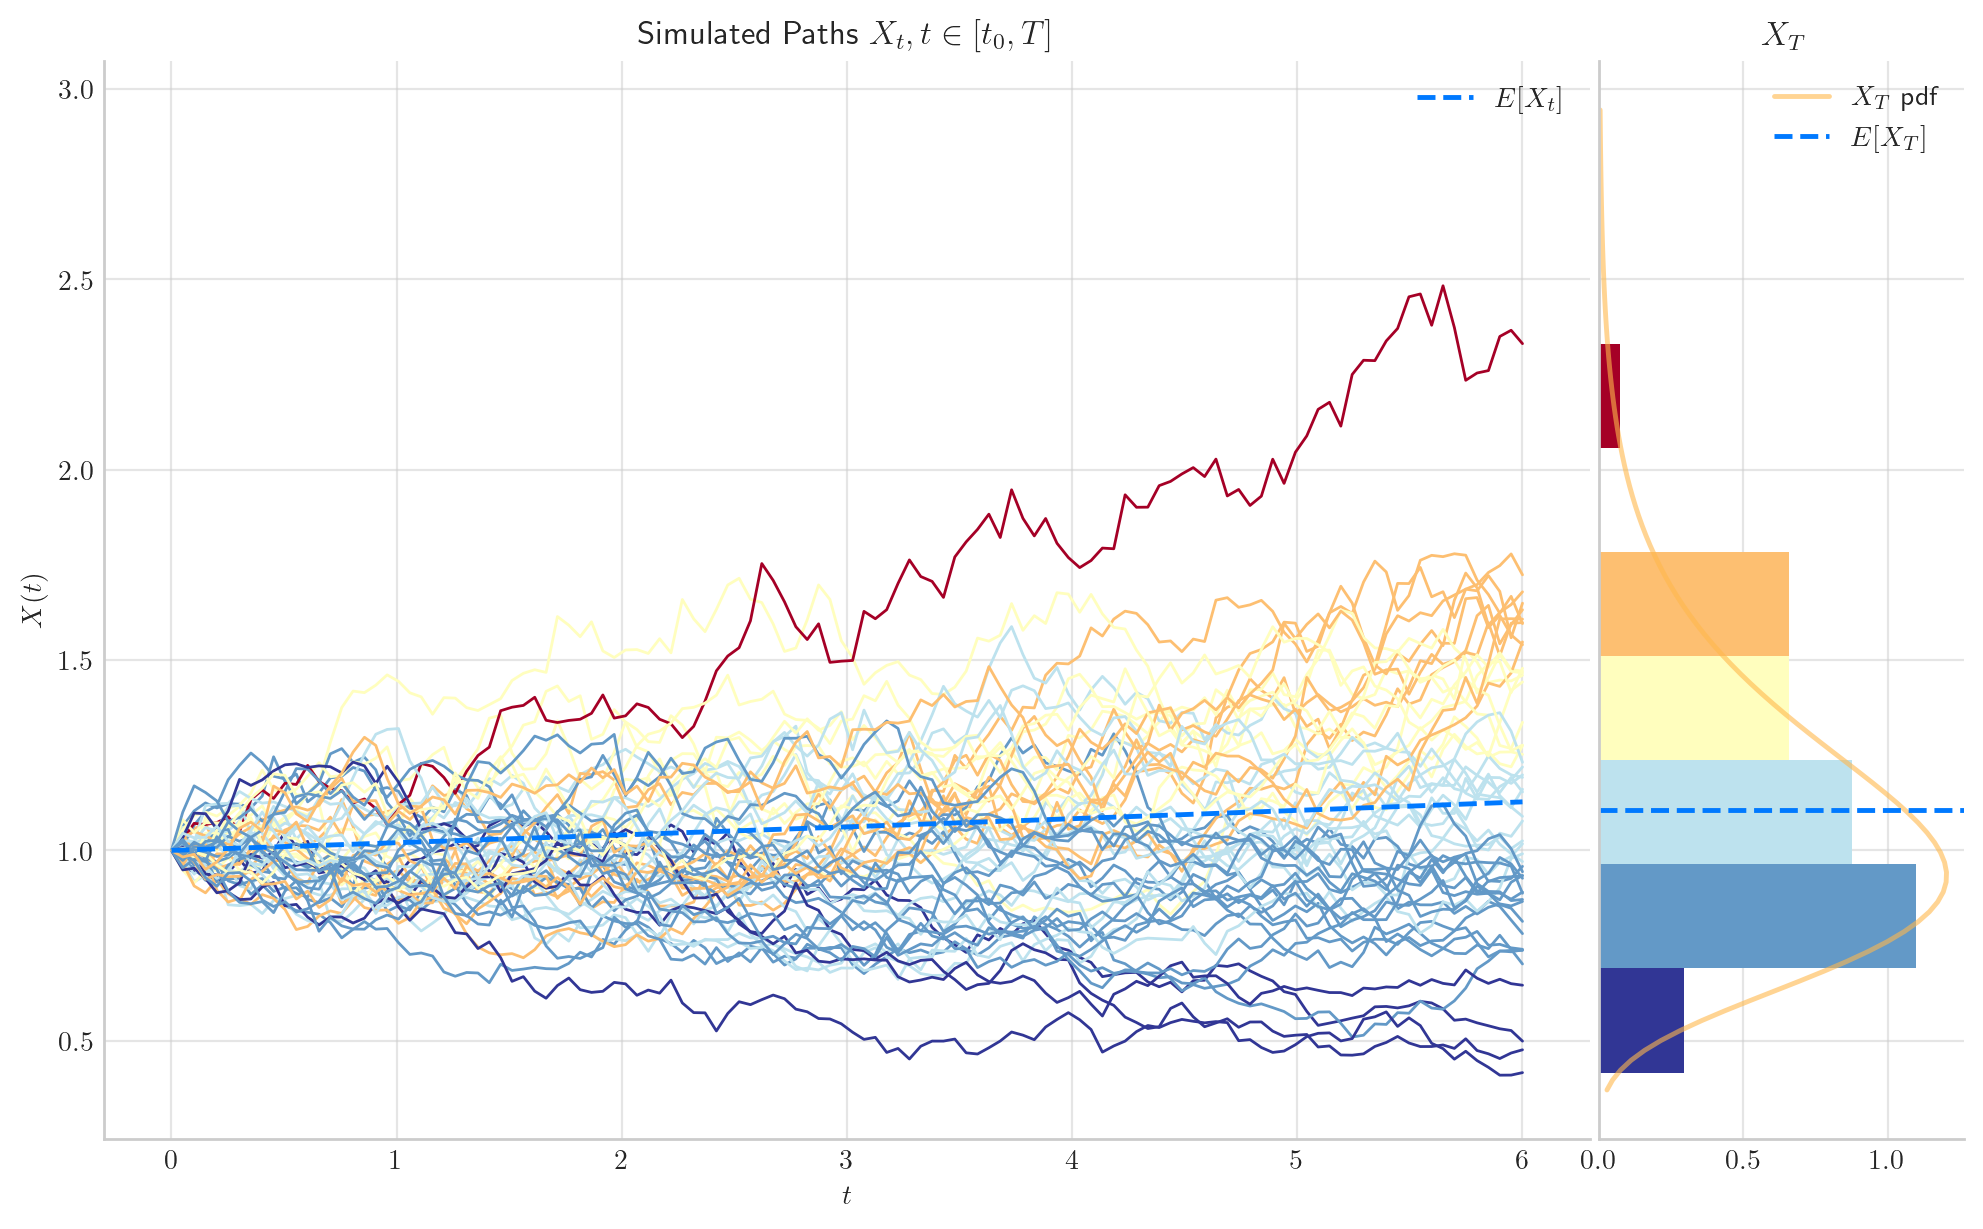 Simulated Paths $X_t, t \in [t_0, T]$
$X_T$
3.0
2.5
2.0
1.5
1.0
0.5
$X(t)$
$E[X_t]$
0
1
2
3
4
5
6
$t$
$X_T$ pdf
$E[X_T]$
0.0
0.5
1.0